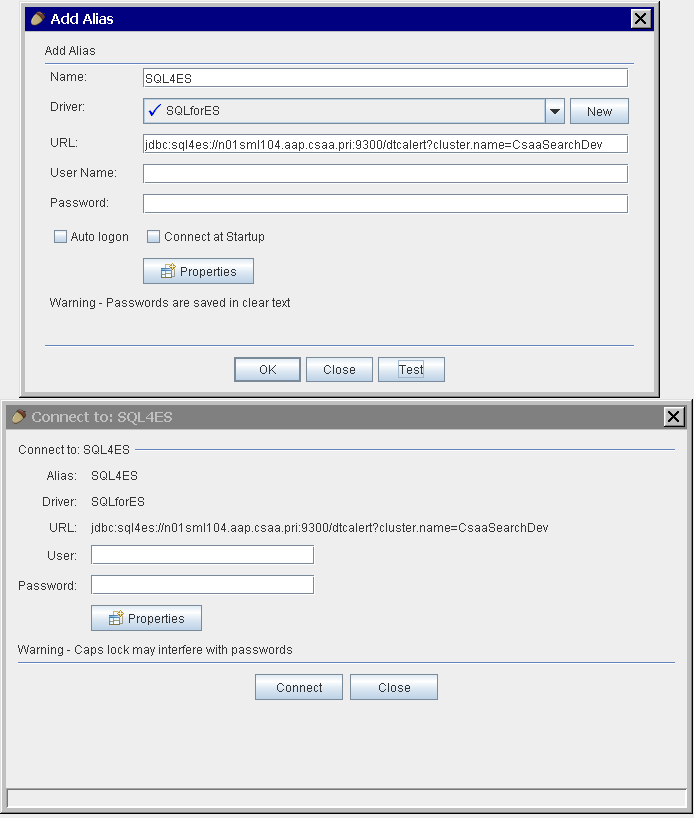 Add Alias
Add Alias
Name: SQL4ES
Driver: SQLforES New
URL: jdbc:sql4es://n01sml104.aap.csaa.pri:9300/dtcalert?cluster.name=CsaaSearchDev
User Name:
Password:
Auto logon Connect at Startup
Properties
Warning - Passwords are saved in clear text
OK Close Test
Connect to: SQL4ES
Connect to: SQL4ES
Alias: SQL4ES
Driver: SQLforES
URL: jdbc:sql4es://n01sml104.aap.csaa.pri:9300/dtcalert?cluster.name=CsaaSearchDev
User:
Password:
Properties
Warning - Caps lock may interfere with passwords
Connect Close